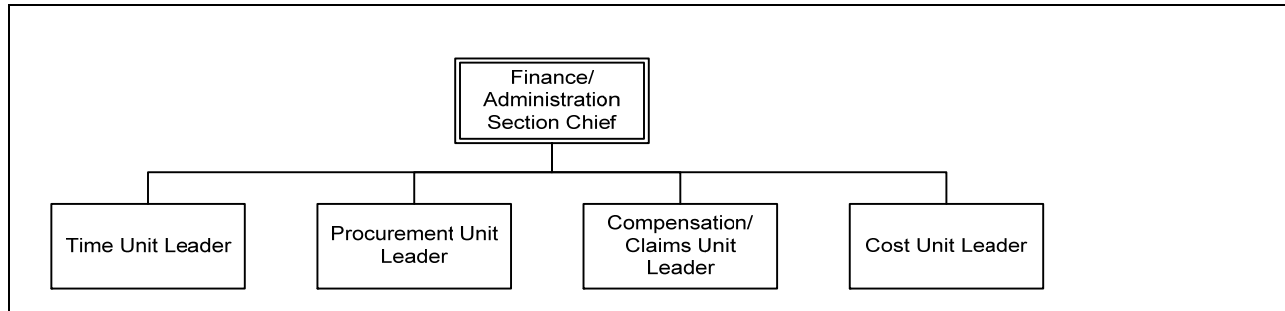 Finance/
Administration
Section Chief
Time Unit Leader
Procurement Unit
Leader
Compensation/
Claims Unit
Leader
Cost Unit Leader